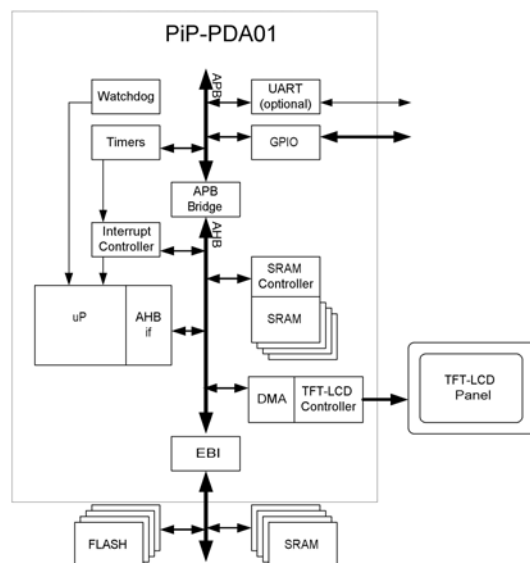 PiP-PDA01
APB
Watchdog
UART
(optional)
Timers
GPIO
APB
Bridge
AHB
Interrupt
Controller
SRAM
Controller
uP
AHB
if
SRAM
DMA
TFT-LCD
Controller
TFT-LCD
Panel
EBI
FLASH
SRAM